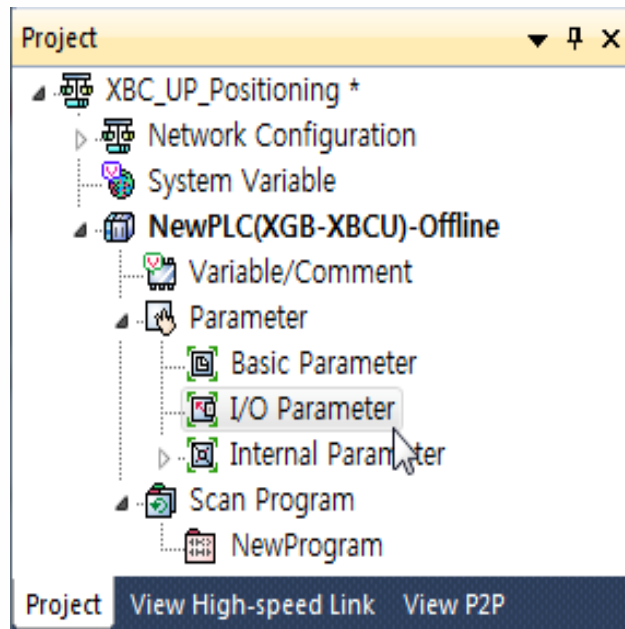 Project
XBC_UP_Positioning *
Network Configuration
System Variable
NewPLC(XGB-XBCU)-Offline
Variable/Comment
Parameter
Basic Parameter
I/O Parameter
Internal Parameter
Scan Program
NewProgram
Project View High-speed Link View P2P